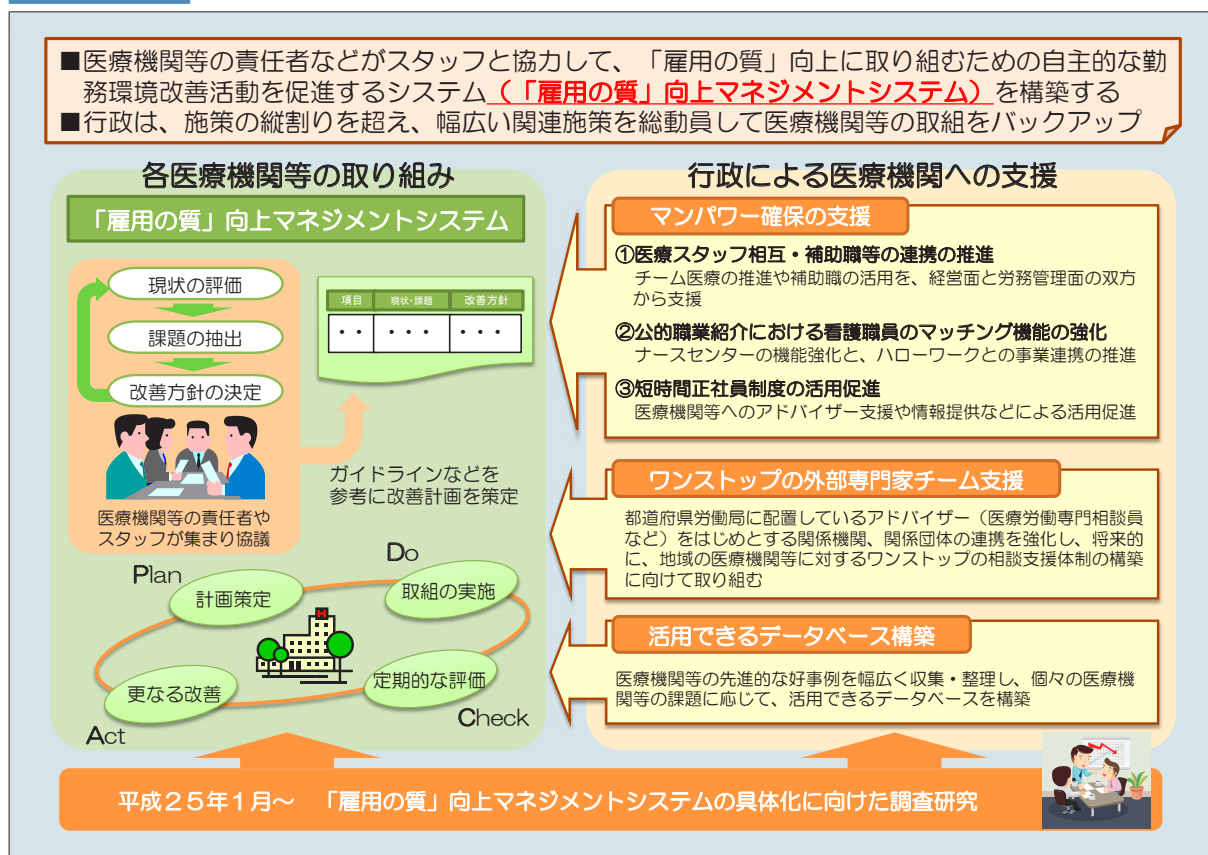 ■医療機関等の責任者などがスタッフと協力して、「雇用の質」向上に取り組むための自主的な勤
務環境改善活動を促進するシステム（「雇用の質」向上マネジメントシステム）を構築する
■行政は、施策の縦割りを超え、幅広い関連施策を総動員して医療機関等の取組をバックアップ
各医療機関等の取り組み
「雇用の質」向上マネジメントシステム
現状の評価
課題の抽出
改善方針の決定
項目 現状・課題 改善方針
・・ ・・・ ・・・
医療機関等の責任者や
スタッフが集まり協議
ガイドラインなどを
参考に改善計画を策定
Plan
計画策定
Do
取組の実施
H
定期的な評価
Check
更なる改善
Act
行政による医療機関への支援
マンパワー確保の支援
①医療スタッフ相互・補助職等の連携の推進
チーム医療の推進や補助職の活用を、経営面と労務管理面の双方
から支援
②公的職業紹介における看護職員のマッチング機能の強化
ナースセンターの機能強化と、ハローワークとの事業連携の推進
③短時間正社員制度の活用促進
医療機関等へのアドバイザー支援や情報提供などによる活用促進
ワンストップの外部専門家チーム支援
都道府県労働局に配置しているアドバイザー（医療労働専門相談員
など）をはじめとする関係機関、関係団体の連携を強化し、将来的
に、地域の医療機関等に対するワンストップの相談支援体制の構築
に向けて取り組む
活用できるデータベース構築
医療機関等の先進的な好事例を幅広く収集・整理し、個々の医療機
関等の課題に応じて、活用できるデータベースを構築
平成２５年１月～　「雇用の質」向上マネジメントシステムの具体化に向けた調査研究